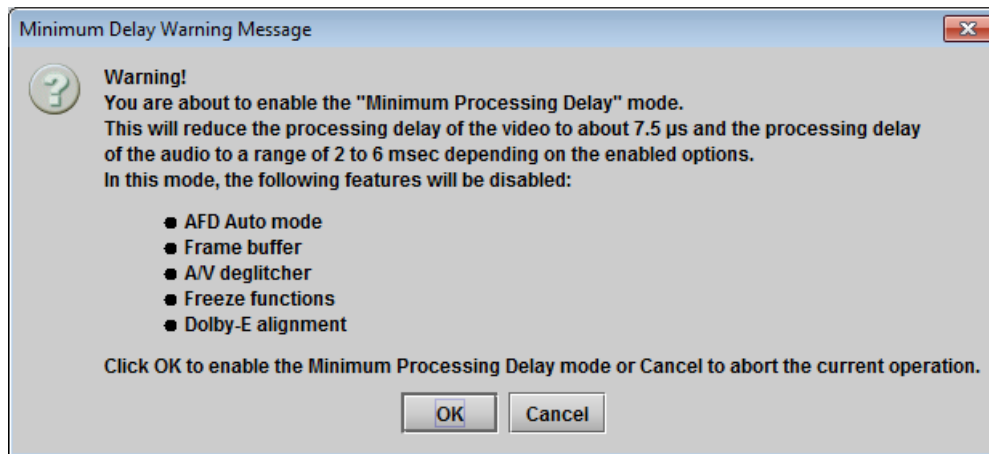 Minimum Delay Warning Message
Warning!
You are about to enable the "Minimum Processing Delay" mode.
This will reduce the processing delay of the video to about 7.5 µs and the processing delay
of the audio to a range of 2 to 6 msec depending on the enabled options.
In this mode, the following features will be disabled:
● AFD Auto mode
● Frame buffer
● A/V deglitcher
● Freeze functions
● Dolby-E alignment
Click OK to enable the Minimum Processing Delay mode or Cancel to abort the current operation.
OK Cancel